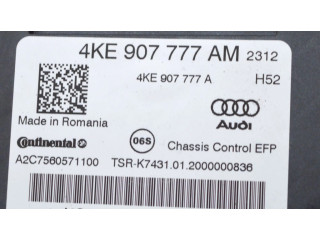 4KE 907 777 AM 2312
4KE 907 777 A H52
Made in Romania
Audi
Continental 06S Chassis Control EFP
A2C7560571100 TSR-K7431.01.2000000836